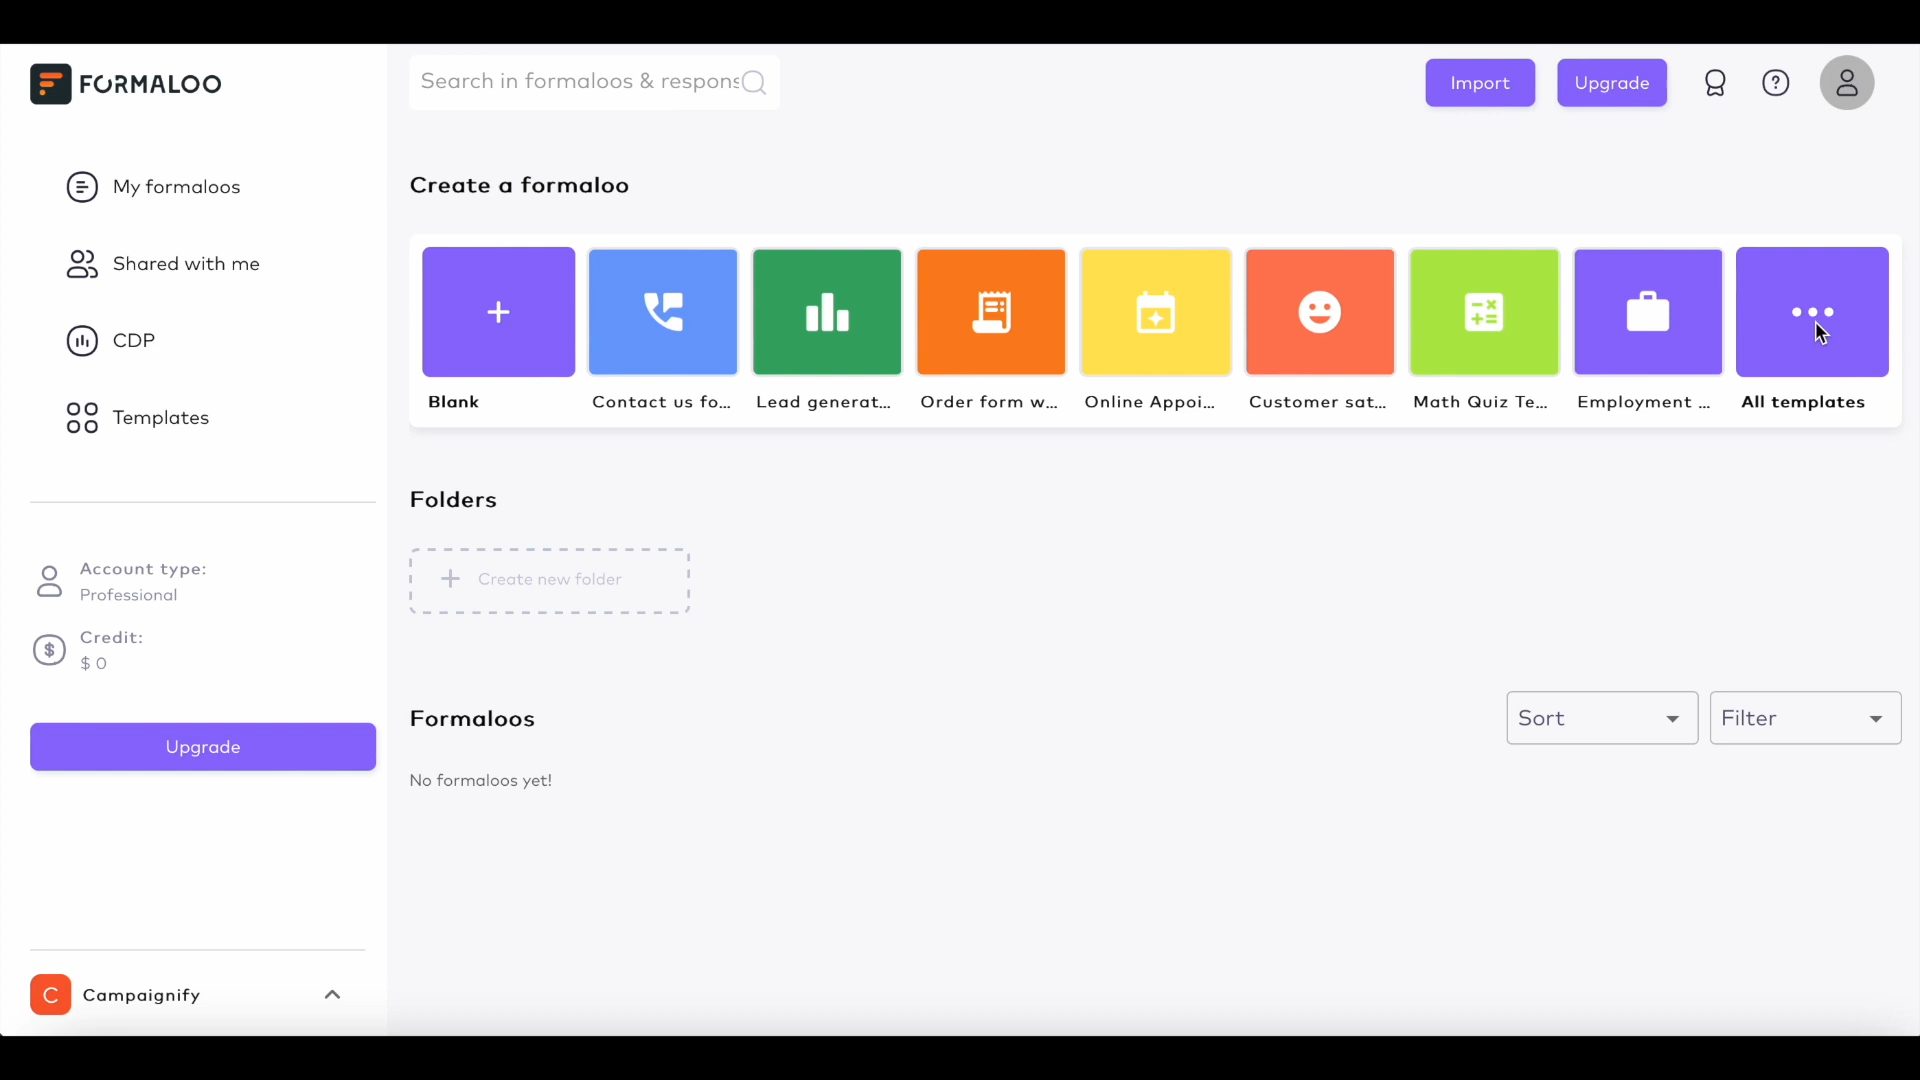 FORMALOO
Search in formaloos & respons
Import
Upgrade
My formaloos
Shared with me
CDP
Templates
Account type:
Professional
Credit:
$ 0
Upgrade
C
Campaignify
Create a formaloo
Blank
Contact us fo...
Lead generat...
Order form w...
Online Appoi...
Customer sat...
Math Quiz Te...
Employment ...
All templates
Folders
Create new folder
Formaloos
Sort
Filter
No formaloos yet!